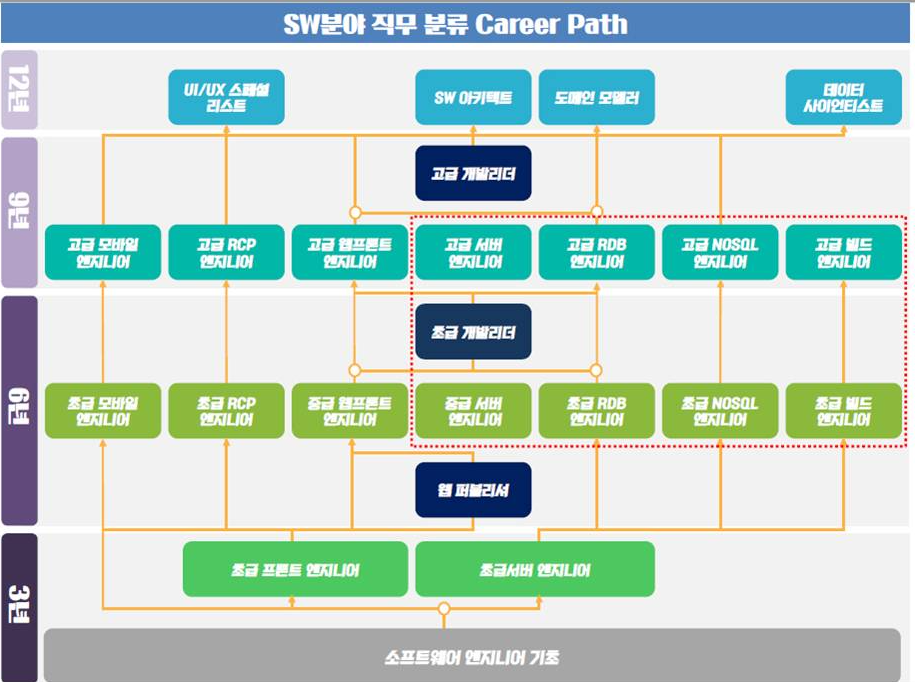 SW분야 직무 분류 Career Path
12년
UI/UX 스페셜
리스트
SW 아키텍트
도메인 모델러
데이터
사이언티스트
9년
고급 개발리더
고급 모바일
엔지니어
고급 RCP
엔지니어
고급 웹프론트
엔지니어
고급 서버
엔지니어
고급 RDB
엔지니어
고급 NOSQL
엔지니어
고급 빌드
엔지니어
6년
초급 개발리더
초급 모바일
엔지니어
초급 RCP
엔지니어
중급 웹프론트
엔지니어
중급 서버
엔지니어
초급 RDB
엔지니어
초급 NOSQL
엔지니어
초급 빌드
엔지니어
웹 퍼블리셔
3년
초급 프론트 엔지니어
초급서버 엔지니어
소프트웨어 엔지니어 기초